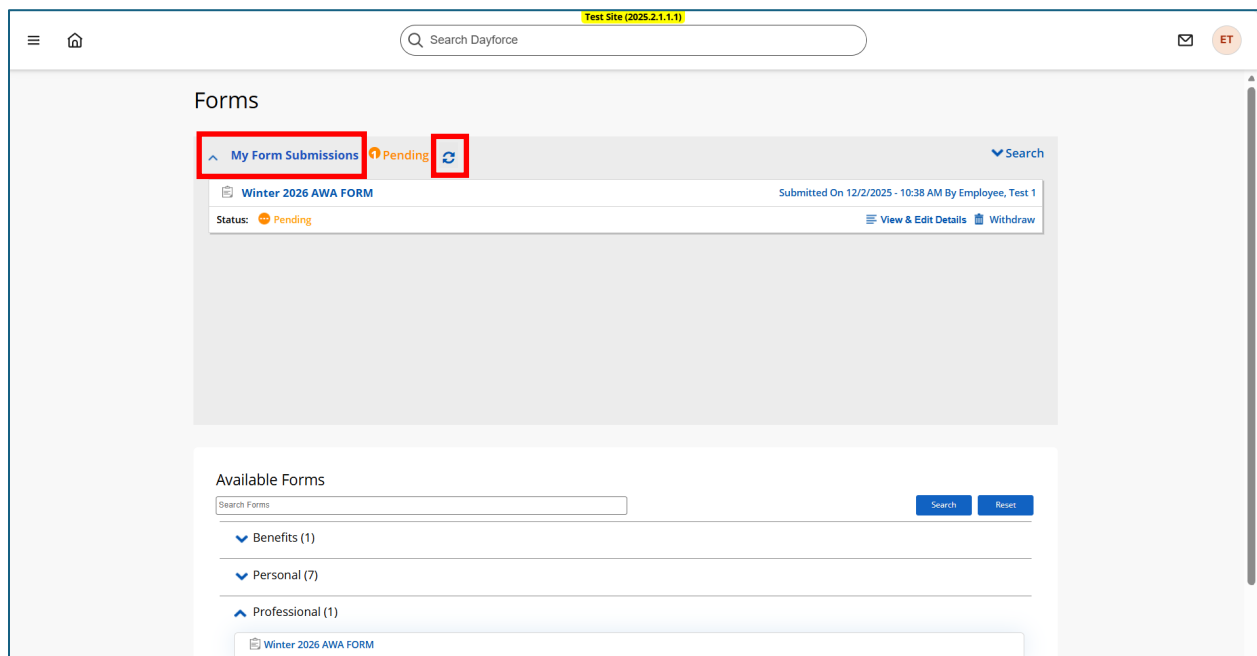 Test Site (2025.2.1.1.1)
Search Dayforce
ET
Forms
My Form Submissions 1 Pending Search
Winter 2026 AWA FORM Submitted On 12/2/2025 - 10:38 AM By Employee, Test 1
Status: Pending View & Edit Details Withdraw
Available Forms
Search Forms Search Reset
Benefits (1)
Personal (7)
Professional (1)
Winter 2026 AWA FORM